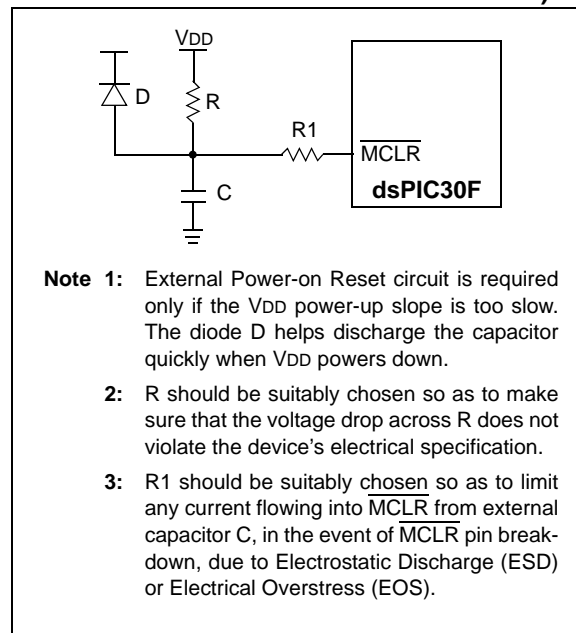 VDD
D
R
R1
MCLR
C
dsPIC30F
Note 1: External Power-on Reset circuit is required
only if the VDD power-up slope is too slow.
The diode D helps discharge the capacitor
quickly when VDD powers down.
2: R should be suitably chosen so as to make
sure that the voltage drop across R does not
violate the device's electrical specification.
3: R1 should be suitably chosen so as to limit
any current flowing into MCLR from external
capacitor C, in the event of MCLR pin break-
down, due to Electrostatic Discharge (ESD)
or Electrical Overstress (EOS).